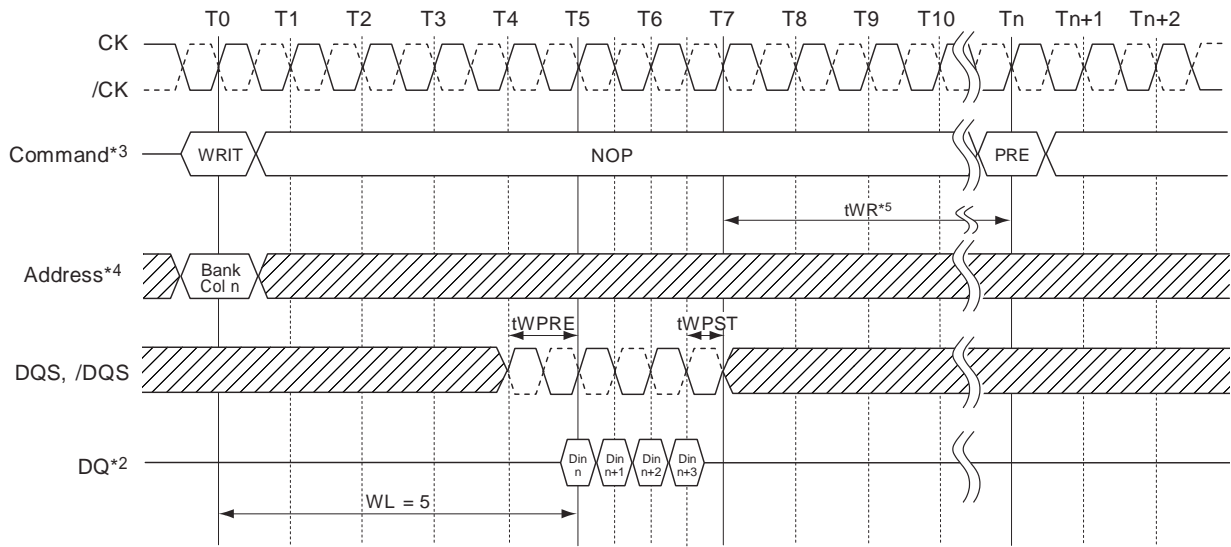 T0 T1 T2 T3 T4 T5 T6 T7 T8 T9 T10 Tn Tn+1 Tn+2
CK
/CK
Command*3 WRIT NOP PRE
tWR*5
Address*4 Bank
Col n
tWPRE tWPST
DQS, /DQS
DQ*2 Din n Din n+1 Din n+2 Din n+3
WL = 5